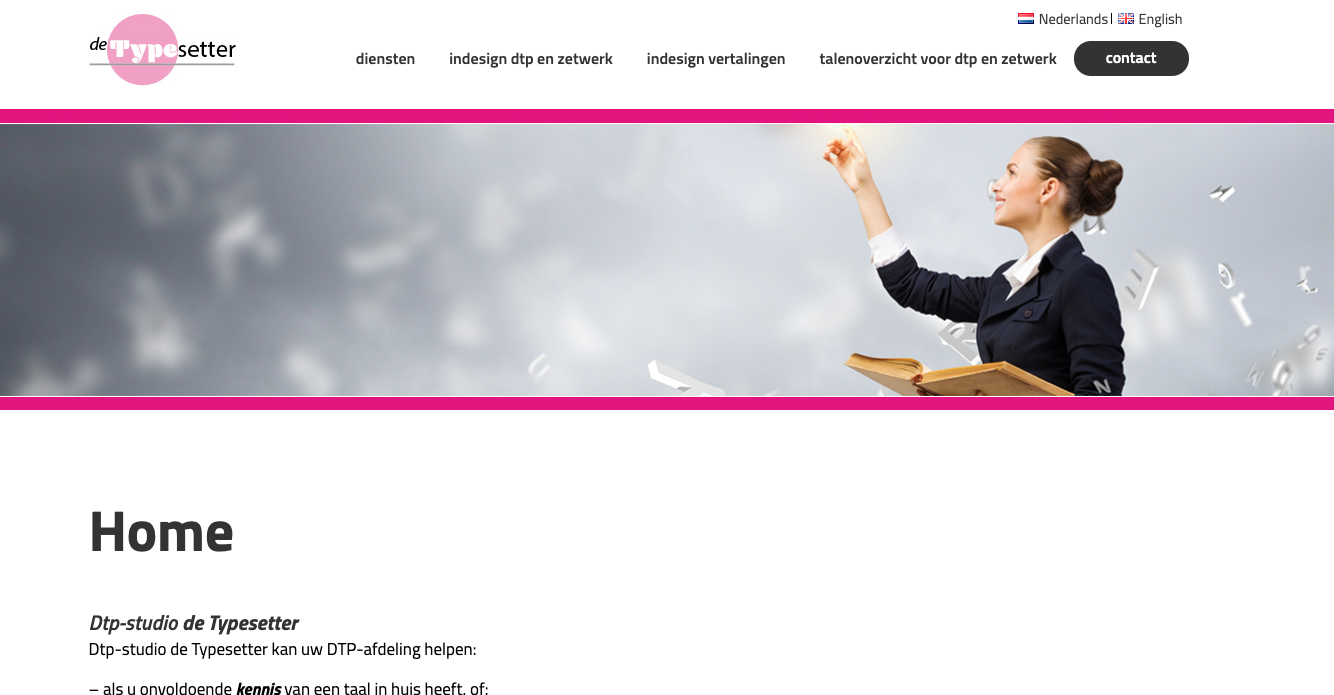 Nederlands | English
de Typesetter
diensten indesign dtp en zetwerk indesign vertalingen talenoverzicht voor dtp en zetwerk contact
Home
Dtp-studio de Typesetter
Dtp-studio de Typesetter kan uw DTP-afdeling helpen:
– als u onvoldoende kennis van een taal in huis heeft, of;